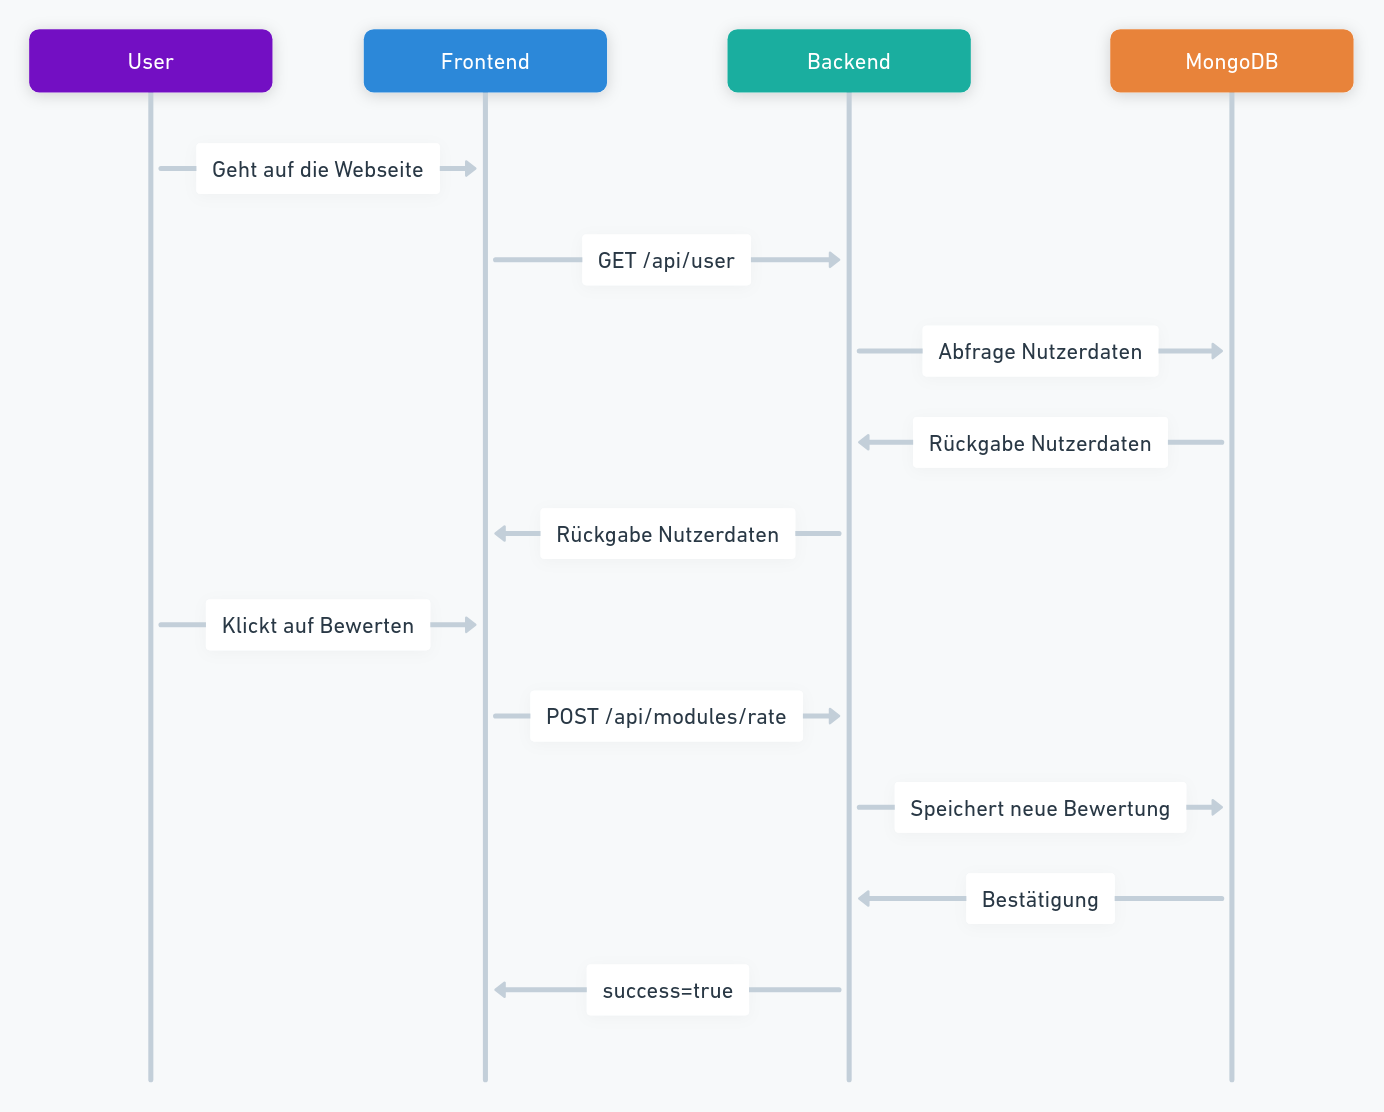 User
Frontend
Backend
MongoDB
Geht auf die Webseite
GET /api/user
Abfrage Nutzerdaten
Rückgabe Nutzerdaten
Rückgabe Nutzerdaten
Klickt auf Bewerten
POST /api/modules/rate
Speichert neue Bewertung
Bestätigung
success=true